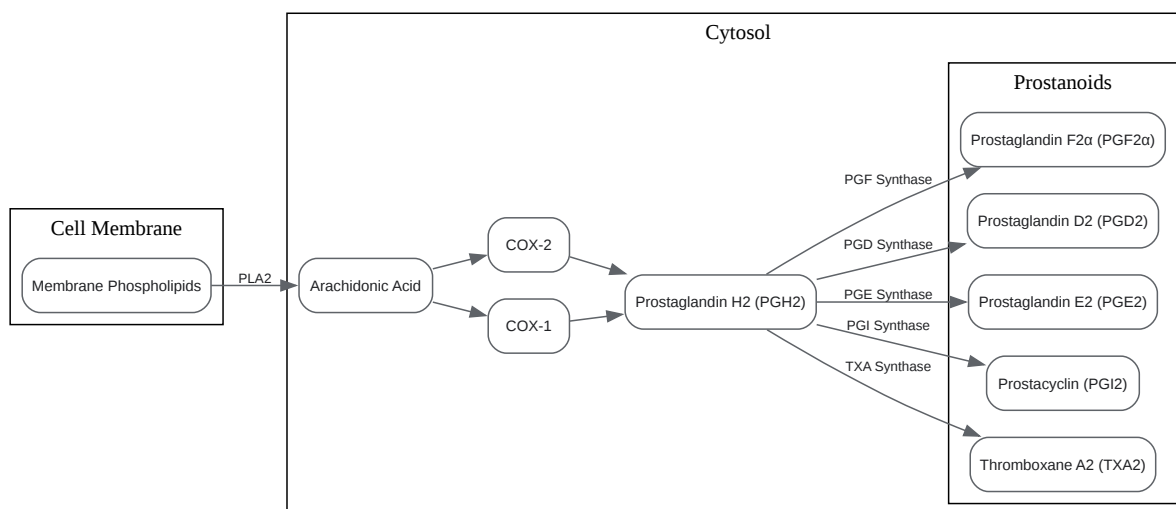 Cytosol
Prostanoids
Prostaglandin F2α (PGF2α)
PGF Synthase
Cell Membrane
COX-2
PGD Synthase
Prostaglandin D2 (PGD2)
Membrane Phospholipids
PLA2
Arachidonic Acid
Prostaglandin H2 (PGH2)
PGE Synthase
Prostaglandin E2 (PGE2)
COX-1
PGI Synthase
TXA Synthase
Prostacyclin (PGI2)
Thromboxane A2 (TXA2)